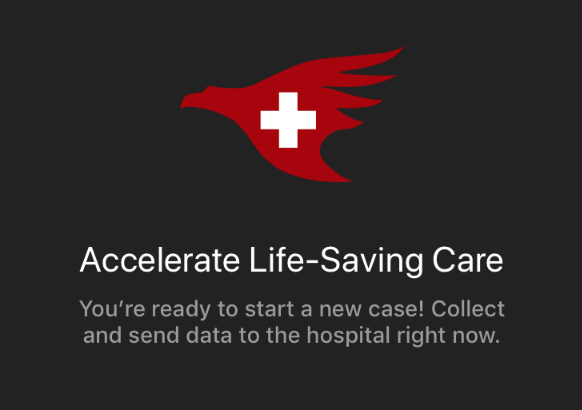 Accelerate Life-Saving Care
You’re ready to start a new case! Collect
and send data to the hospital right now.